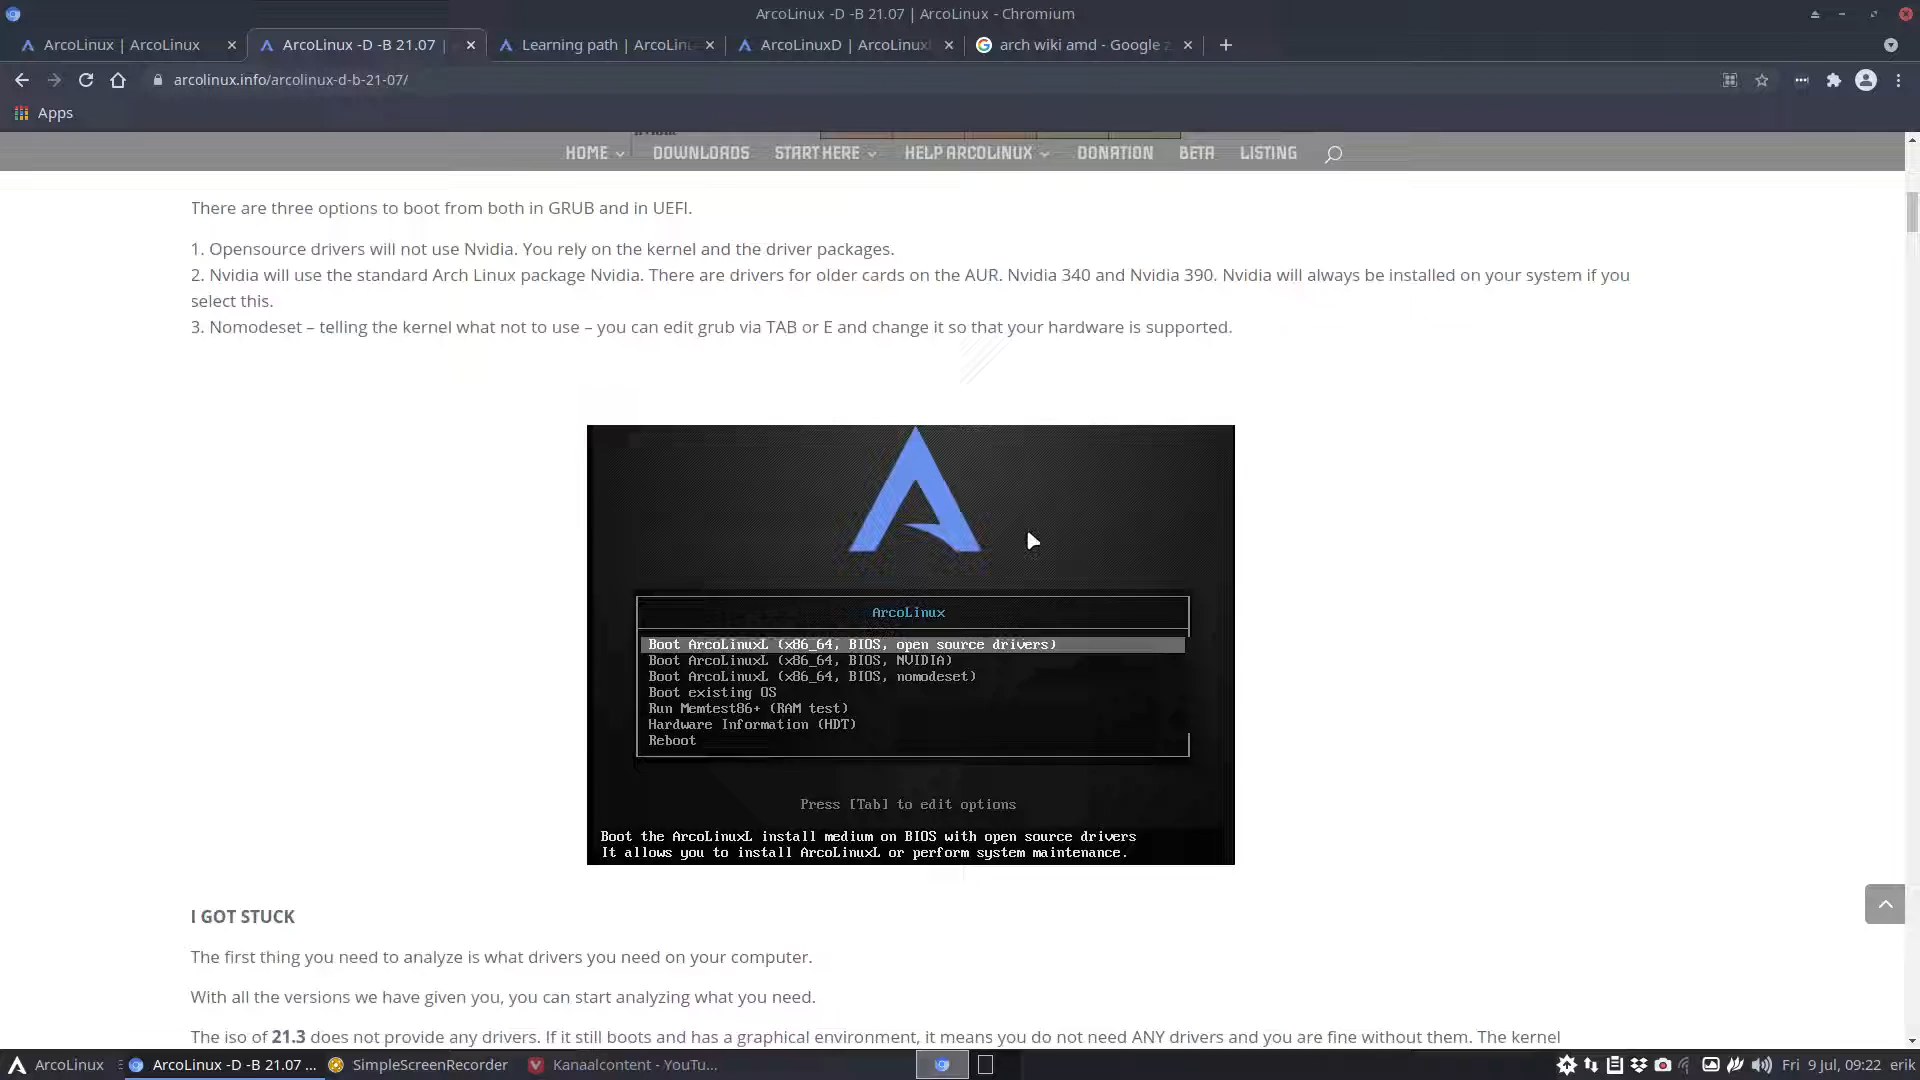 ArcoLinux -D -B 21.07 | ArcoLinux - Chromium
ArcoLinux | ArcoLinux
ArcoLinux -D -B 21.07 |
Learning path | ArcoLinu
ArcoLinuxD | ArcoLinuxD
arch wiki amd - Google z
arcolinux.info/arcolinux-d-b-21-07/
Apps
HOME DOWNLOADS START HERE HELP ARCOLINUX DONATION BETA LISTING
There are three options to boot from both in GRUB and in UEFI.
1. Opensource drivers will not use Nvidia. You rely on the kernel and the driver packages.
2. Nvidia will use the standard Arch Linux package Nvidia. There are drivers for older cards on the AUR. Nvidia 340 and Nvidia 390. Nvidia will always be installed on your system if you
select this.
3. Nomodeset – telling the kernel what not to use – you can edit grub via TAB or E and change it so that your hardware is supported.
ArcoLinux
Boot ArcoLinuxL (x86_64, BIOS, open source drivers)
Boot ArcoLinuxL (x86_64, BIOS, NVIDIA)
Boot ArcoLinuxL (x86_64, BIOS, nomodeset)
Boot existing OS
Run Memtest86+ (RAM test)
Hardware Information (HDT)
Reboot
Press [Tab] to edit options
Boot the ArcoLinuxL install medium on BIOS with open source drivers
It allows you to install ArcoLinuxL or perform system maintenance.
I GOT STUCK
The first thing you need to analyze is what drivers you need on your computer.
With all the versions we have given you, you can start analyzing what you need.
The iso of 21.3 does not provide any drivers. If it still boots and has a graphical environment, it means you do not need ANY drivers and you are fine without them. The kernel
ArcoLinux
ArcoLinux -D -B 21.07 ...
SimpleScreenRecorder
Kanaalcontent - YouTu...
Fri 9 Jul, 09:22 erik